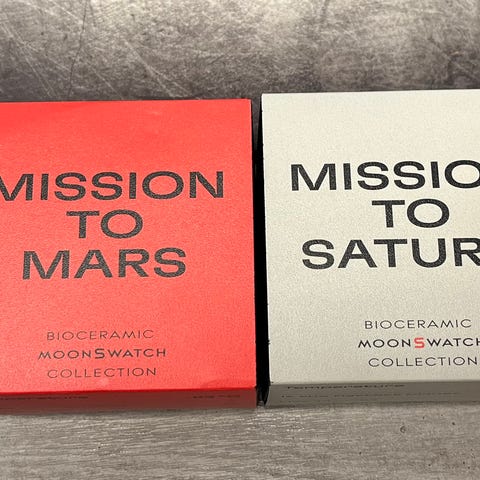 MISSION
TO
MARS
BIOCERAMIC
MOONSWATCH
COLLECTION
MISSIO
TO
SATUR
BIOCERAMIC
MOONSWATCH
COLLECTION